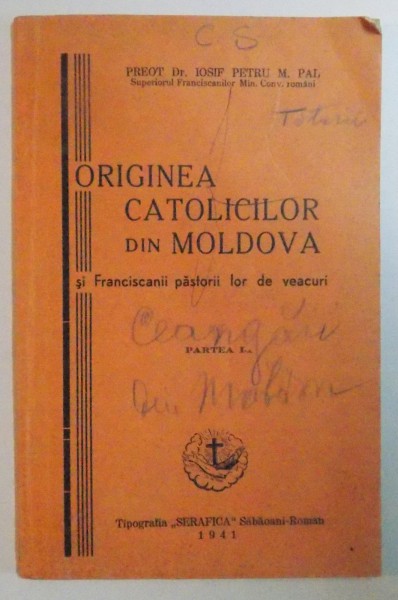 C S
PREOT Dr. IOSIF PETRU M. PAL
Superiorul Franciscanilor Min. Conv. români
ORIGINEA
CATOLICILOR
DIN MOLDOVA
și Franciscanii păstorii lor de veacuri
Ceangăii
PARTEA I-a
din Moldova
Tipografia „SERAFICA” Săbăoani-Roman
1941